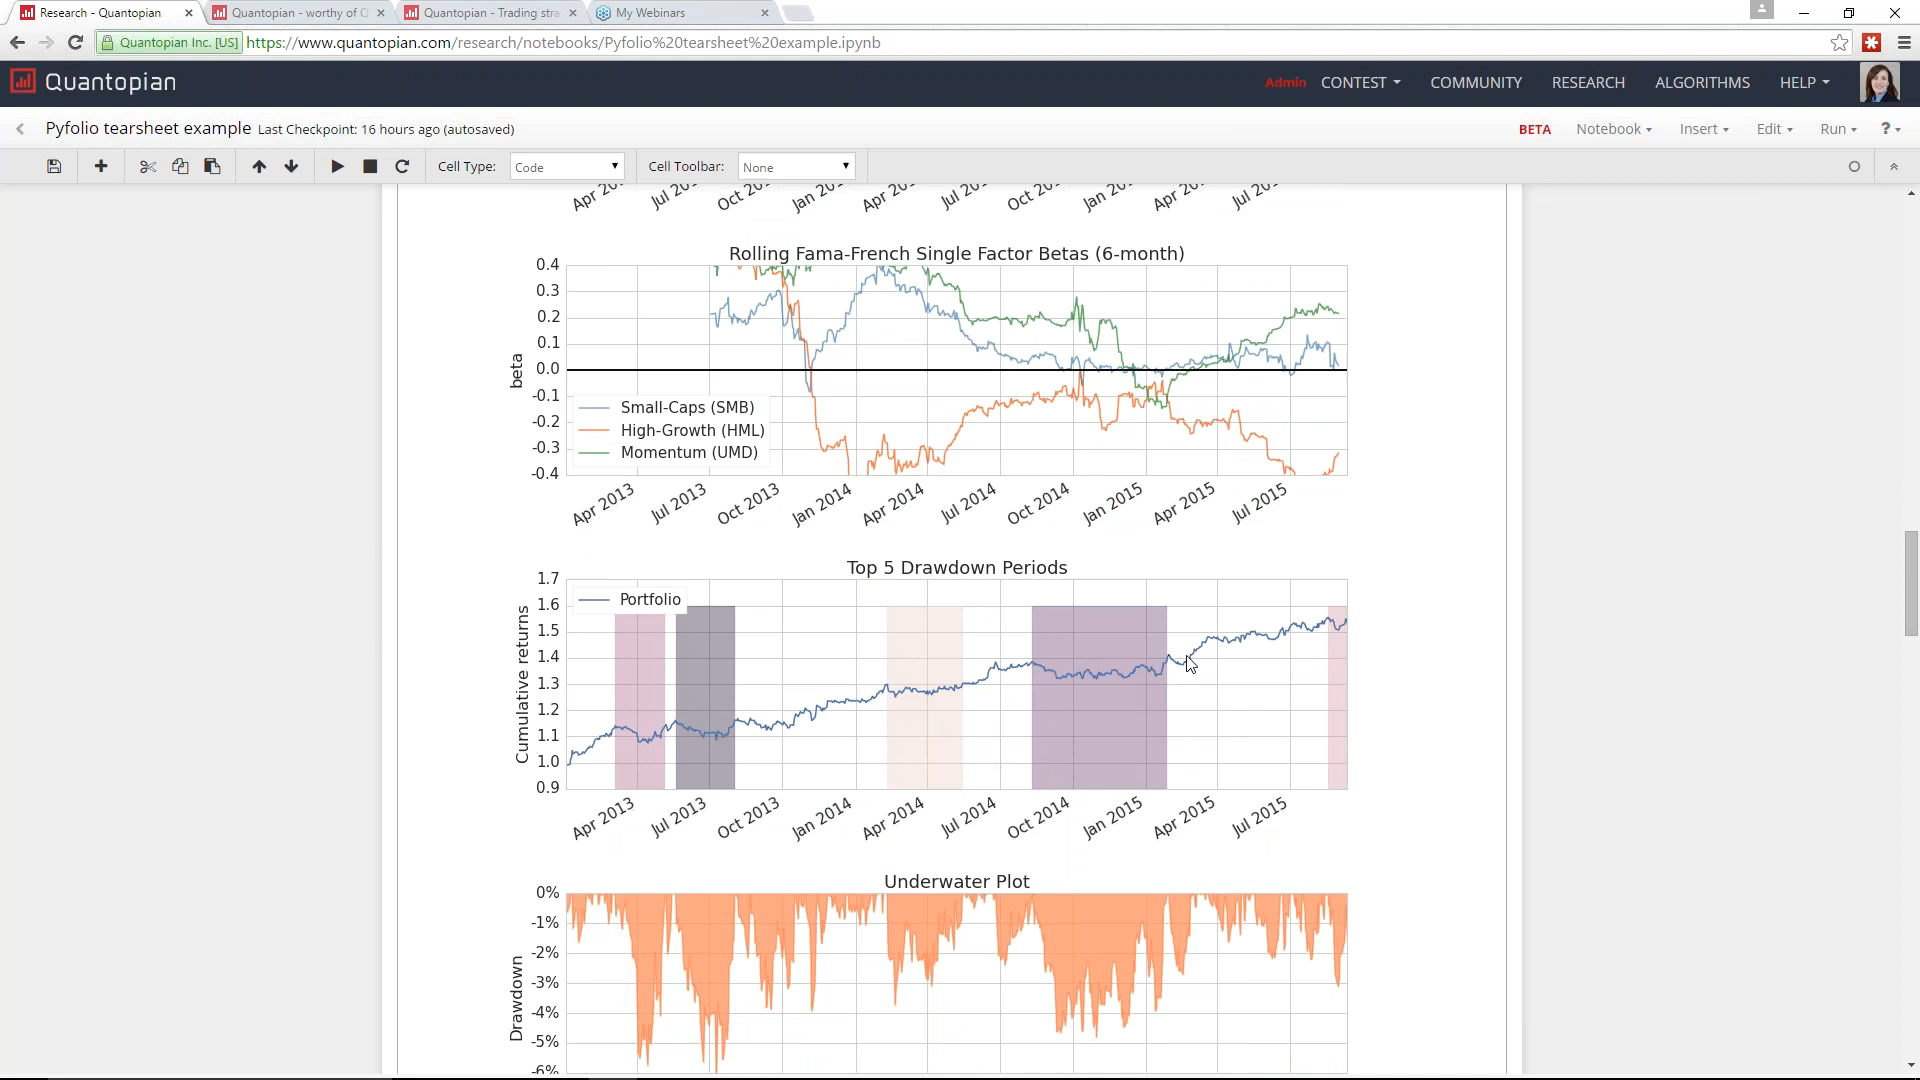 Research - Quantopian
Quantopian - worthy of Q
Quantopian - Trading stra
My Webinars
Quantopian Inc. [US] https://www.quantopian.com/research/notebooks/Pyfolio%20tearsheet%20example.ipynb
Quantopian
Admin CONTEST COMMUNITY RESEARCH ALGORITHMS HELP
Pyfolio tearsheet example Last Checkpoint: 16 hours ago (autosaved)
BETA Notebook Insert Edit Run ?
Cell Type: Code Cell Toolbar: None
Rolling Fama-French Single Factor Betas (6-month)
0.4
0.3
0.2
0.1
0.0
-0.1
-0.2
-0.3
-0.4
beta
Small-Caps (SMB)
High-Growth (HML)
Momentum (UMD)
Apr 2013 Jul 2013 Oct 2013 Jan 2014 Apr 2014 Jul 2014 Oct 2014 Jan 2015 Apr 2015 Jul 2015
Top 5 Drawdown Periods
1.7
1.6
1.5
1.4
1.3
1.2
1.1
1.0
0.9
Cumulative returns
Portfolio
Apr 2013 Jul 2013 Oct 2013 Jan 2014 Apr 2014 Jul 2014 Oct 2014 Jan 2015 Apr 2015 Jul 2015
Underwater Plot
0%
-1%
-2%
-3%
-4%
-5%
-6%
Drawdown